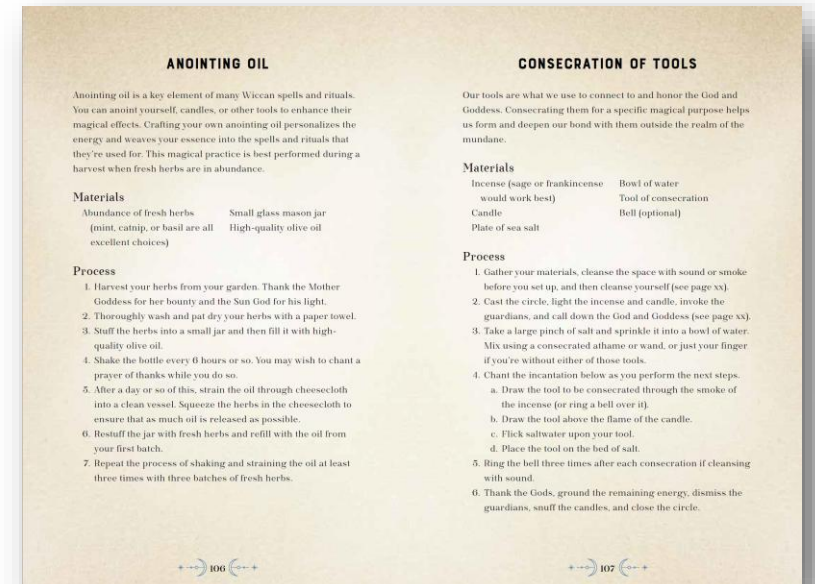 ANOINTING OIL
Anointing oil is a key element of many Wiccan spells and rituals.
You can anoint yourself, candles, or other tools to enhance their
magical effects. Crafting your own anointing oil personalizes the
energy and weaves your essence into the spells and rituals that
they're used for. This magical practice is best performed during a
harvest when fresh herbs are in abundance.
Materials
Abundance of fresh herbs
(mint, catnip, or basil are all
excellent choices)
Small glass mason jar
High-quality olive oil
Process
1. Harvest your herbs from your garden. Thank the Mother
Goddess for her bounty and the Sun God for his light.
2. Thoroughly wash and pat dry your herbs with a paper towel.
3. Stuff the herbs into a small jar and then fill it with high-
quality olive oil.
4. Shake the bottle every 6 hours or so. You may wish to chant a
prayer of thanks while you do so.
5. After a day or so of this, strain the oil through cheesecloth
into a clean vessel. Squeeze the herbs in the cheesecloth to
ensure that as much oil is released as possible.
6. Restuff the jar with fresh herbs and refill with the oil from
your first batch.
7. Repeat the process of shaking and straining the oil at least
three times with three batches of fresh herbs.
106
CONSECRATION OF TOOLS
Our tools are what we use to connect to and honor the God and
Goddess. Consecrating them for a specific magical purpose helps
us form and deepen our bond with them outside the realm of the
mundane.
Materials
Incense (sage or frankincense
would work best)
Candle
Plate of sea salt
Bowl of water
Tool of consecration
Bell (optional)
Process
1. Gather your materials, cleanse the space with sound or smoke
before you set up, and then cleanse yourself (see page xx).
2. Cast the circle, light the incense and candle, invoke the
guardians, and call down the God and Goddess (see page xx).
3. Take a large pinch of salt and sprinkle it into a bowl of water.
Mix using a consecrated athame or wand, or just your finger
if you're without either of those tools.
4. Chant the incantation below as you perform the next steps.
a. Draw the tool to be consecrated through the smoke of
the incense (or ring a bell over it).
b. Draw the tool above the flame of the candle.
c. Flick saltwater upon your tool.
d. Place the tool on the bed of salt.
5. Ring the bell three times after each consecration if cleansing
with sound.
6. Thank the Gods, ground the remaining energy, dismiss the
guardians, snuff the candles, and close the circle.
107